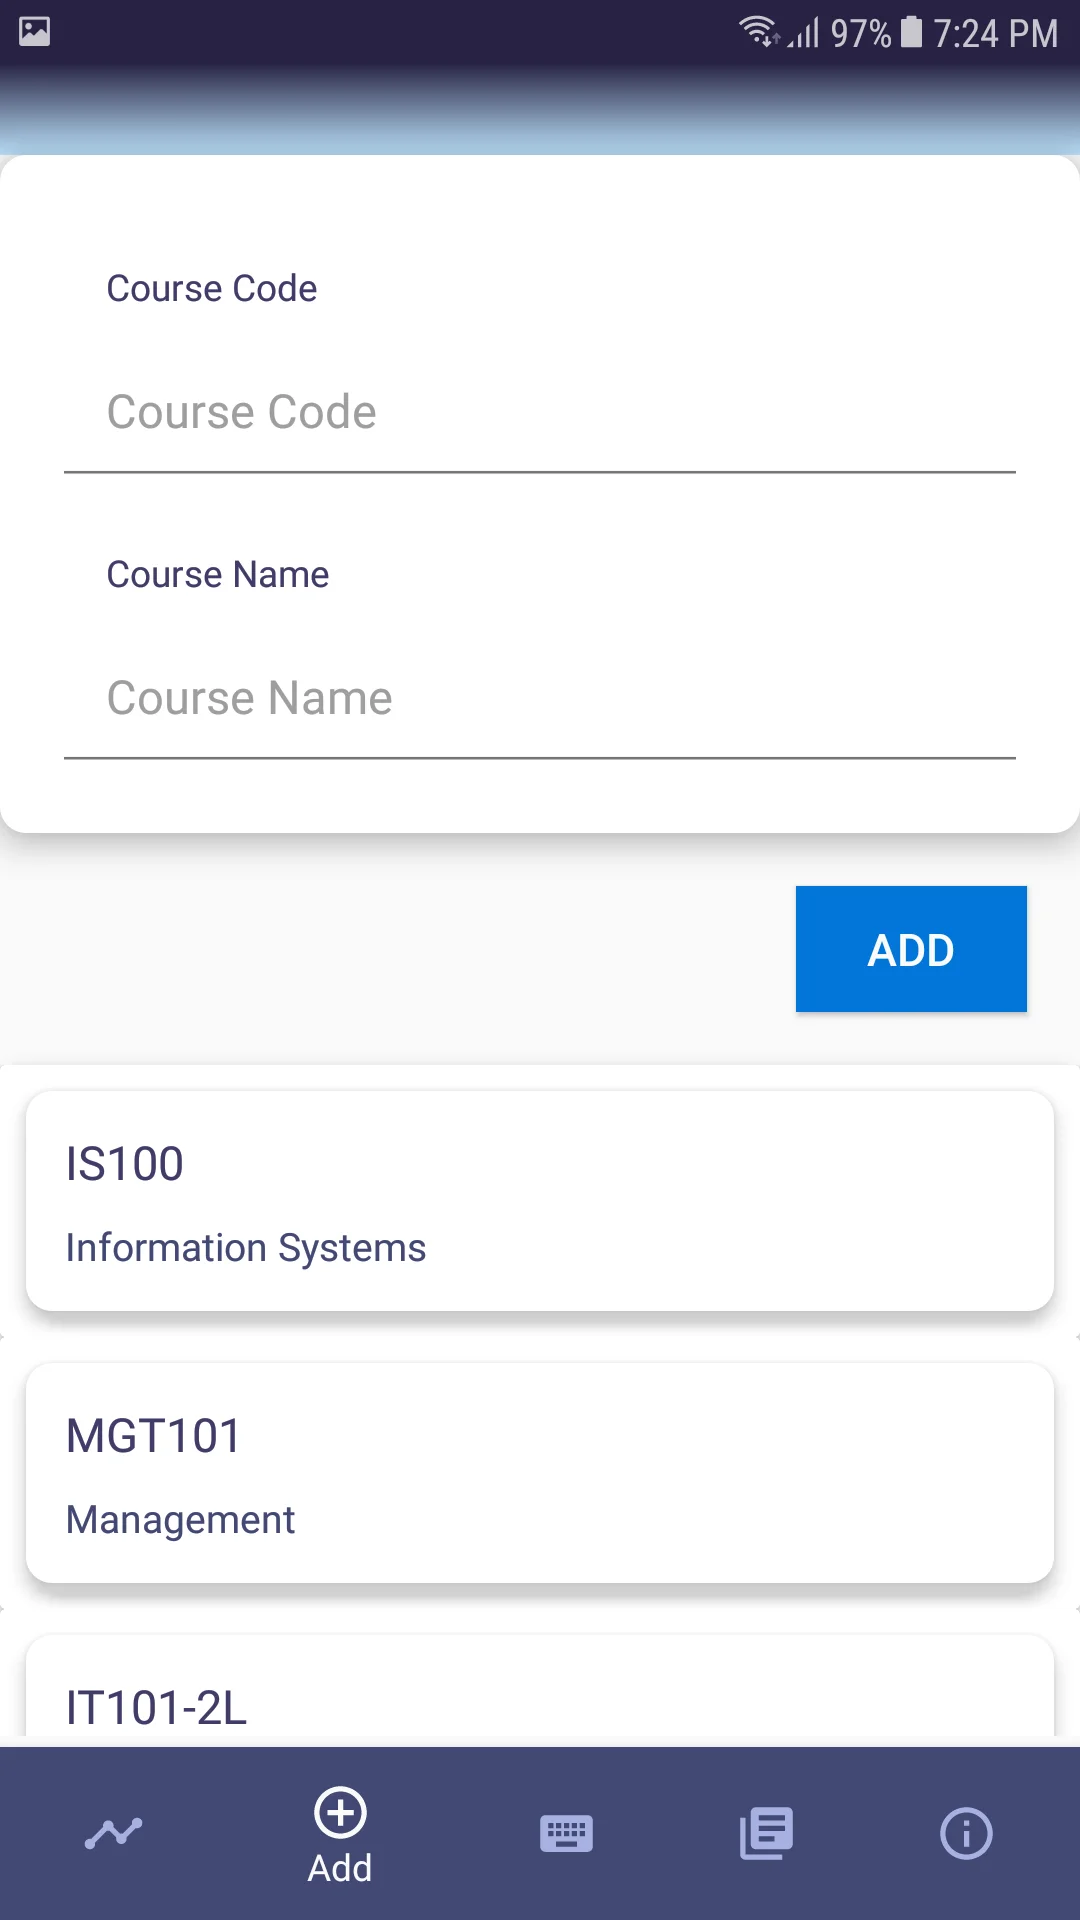 97% 7:24 PM
Course Code
Course Code
Course Name
Course Name
ADD
IS100
Information Systems
MGT101
Management
IT101-2L
Add